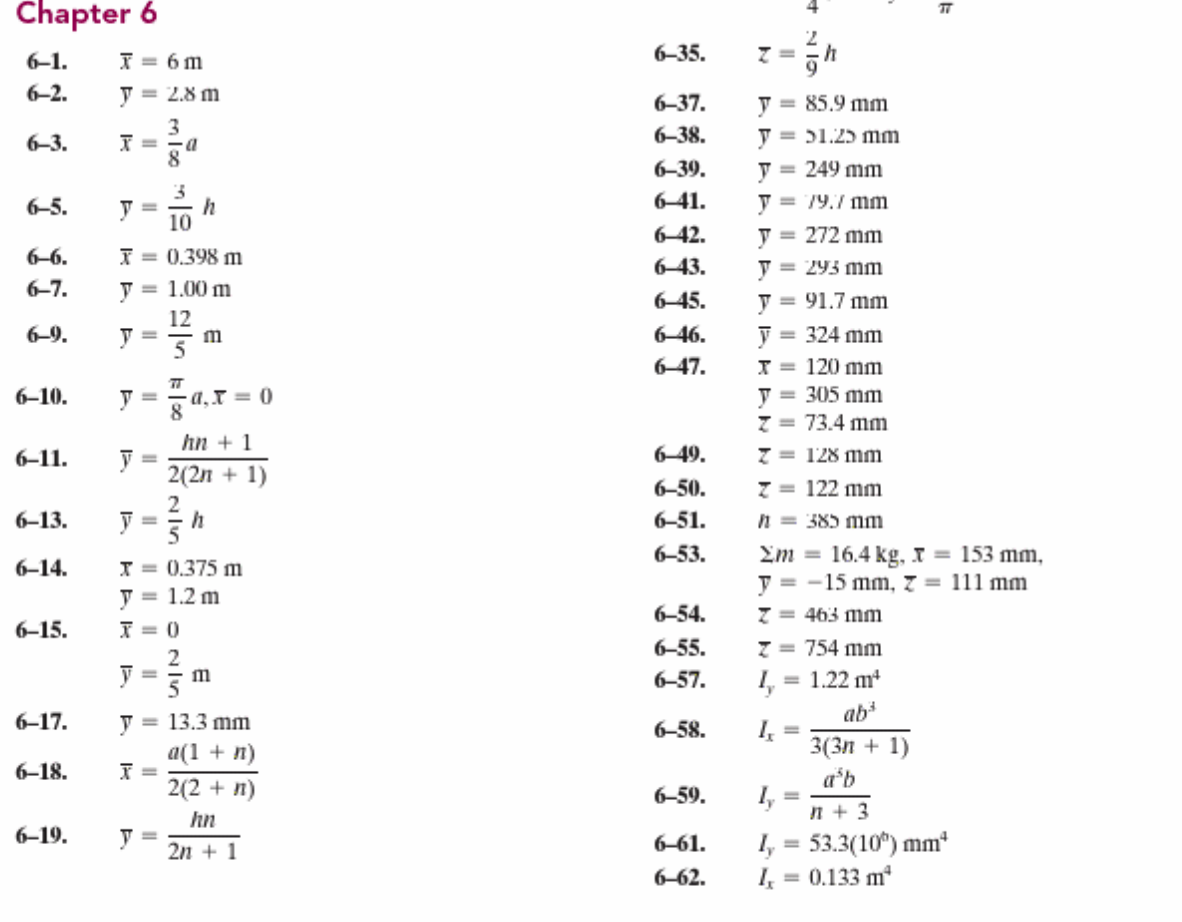 Chapter 6
6–1. x̅ = 6 m
6–2. y̅ = 2.8 m
6–3. x̅ = 3/8 a
6–5. y̅ = 3/10 h
6–6. x̅ = 0.398 m
6–7. y̅ = 1.00 m
6–9. y̅ = 12/5 m
6–10. y̅ = π/8 a, x̅ = 0
6–11. y̅ = hn + 1 / 2(2n + 1)
6–13. y̅ = 2/5 h
6–14. x̅ = 0.375 m
y̅ = 1.2 m
6–15. x̅ = 0
y̅ = 2/5 m
6–17. y̅ = 13.3 mm
6–18. x̅ = a(1 + n) / 2(2 + n)
6–19. y̅ = hn / 2n + 1
4 π
6–35. z̅ = 2/9 h
6–37. y̅ = 85.9 mm
6–38. y̅ = 51.25 mm
6–39. y̅ = 249 mm
6–41. y̅ = 79.7 mm
6–42. y̅ = 272 mm
6–43. y̅ = 293 mm
6–45. y̅ = 91.7 mm
6–46. y̅ = 324 mm
6–47. x̅ = 120 mm
y̅ = 305 mm
z̅ = 73.4 mm
6–49. z̅ = 128 mm
6–50. z̅ = 122 mm
6–51. h = 385 mm
6–53. Σm = 16.4 kg, x̅ = 153 mm,
y̅ = −15 mm, z̅ = 111 mm
6–54. z̅ = 463 mm
6–55. z̅ = 754 mm
6–57. I_y = 1.22 m⁴
6–58. I_x = ab³ / 3(3n + 1)
6–59. I_y = a³b / n + 3
6–61. I_y = 53.3(10⁶) mm⁴
6–62. I_x = 0.133 m⁴